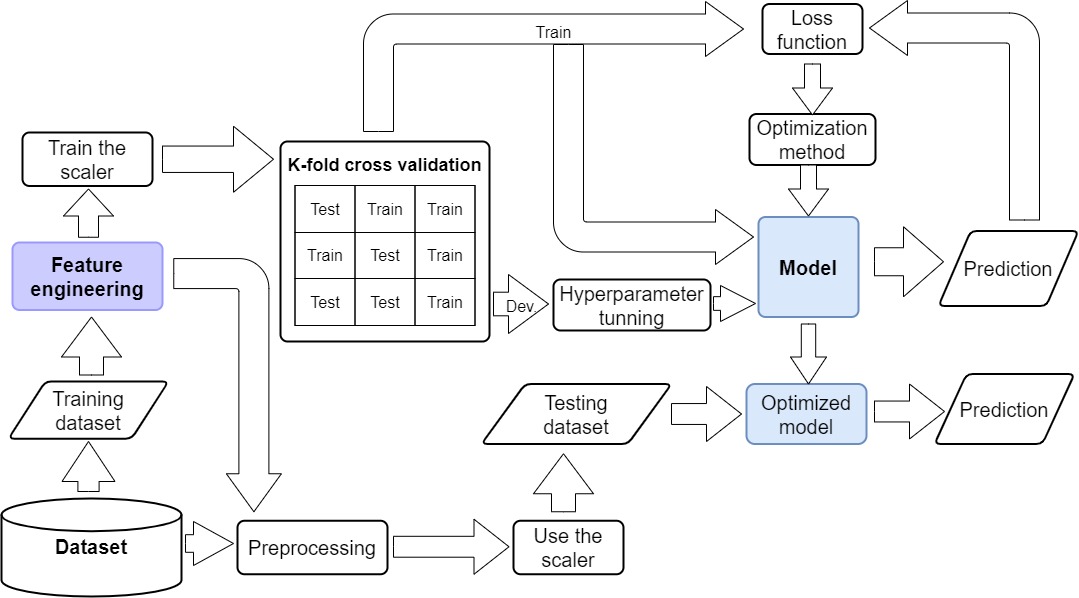 Train
Loss
function
Optimization
method
Train the
scaler
K-fold cross validation
Test Train Train
Train Test Train
Test Test Train
Feature
engineering
Model
Prediction
Dev.
Hyperparameter
tunning
Training
dataset
Testing
dataset
Optimized
model
Prediction
Dataset
Preprocessing
Use the
scaler